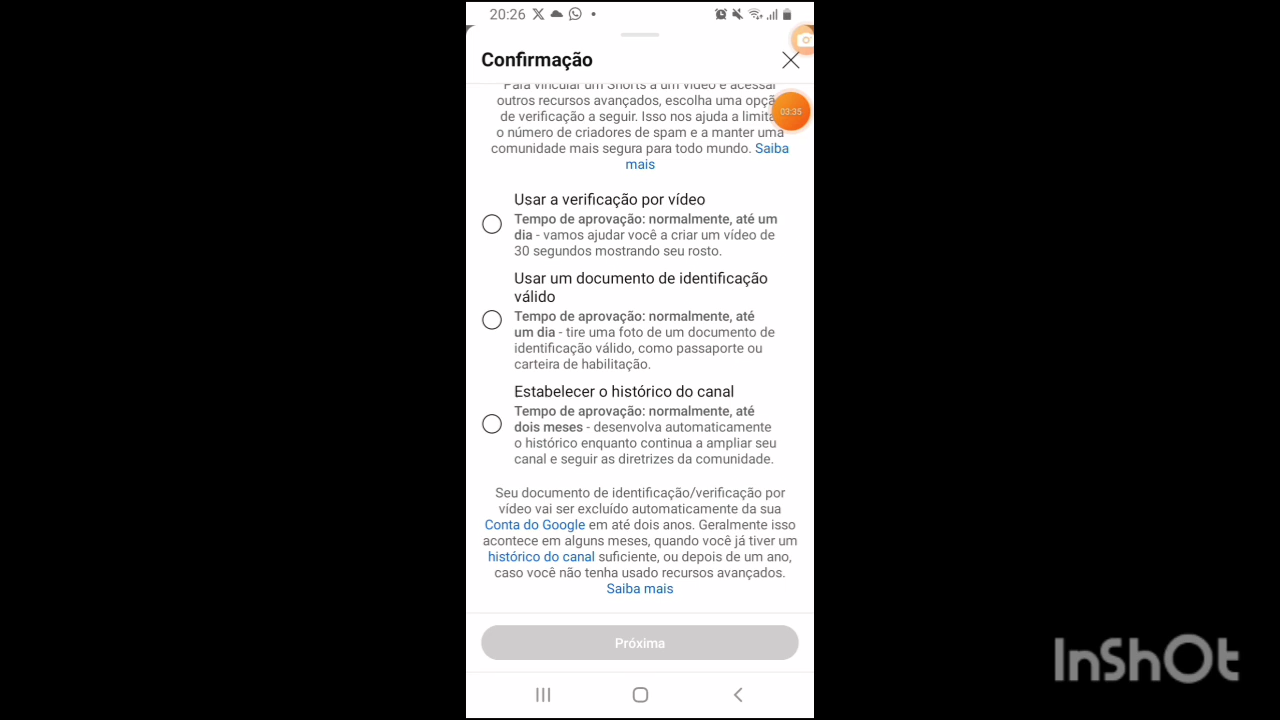 20:26
Confirmação
Para vincular um Shorts a um vídeo e acessar
outros recursos avançados, escolha uma opçã
de verificação a seguir. Isso nos ajuda a limita
03:35
o número de criadores de spam e a manter uma
comunidade mais segura para todo mundo. Saiba
mais
Usar a verificação por vídeo
Tempo de aprovação: normalmente, até um
dia - vamos ajudar você a criar um vídeo de
30 segundos mostrando seu rosto.
Usar um documento de identificação
válido
Tempo de aprovação: normalmente, até
um dia - tire uma foto de um documento de
identificação válido, como passaporte ou
carteira de habilitação.
Estabelecer o histórico do canal
Tempo de aprovação: normalmente, até
dois meses - desenvolva automaticamente
o histórico enquanto continua a ampliar seu
canal e seguir as diretrizes da comunidade.
Seu documento de identificação/verificação por
vídeo vai ser excluído automaticamente da sua
Conta do Google em até dois anos. Geralmente isso
acontece em alguns meses, quando você já tiver um
histórico do canal suficiente, ou depois de um ano,
caso você não tenha usado recursos avançados.
Saiba mais
Próxima
InShOt